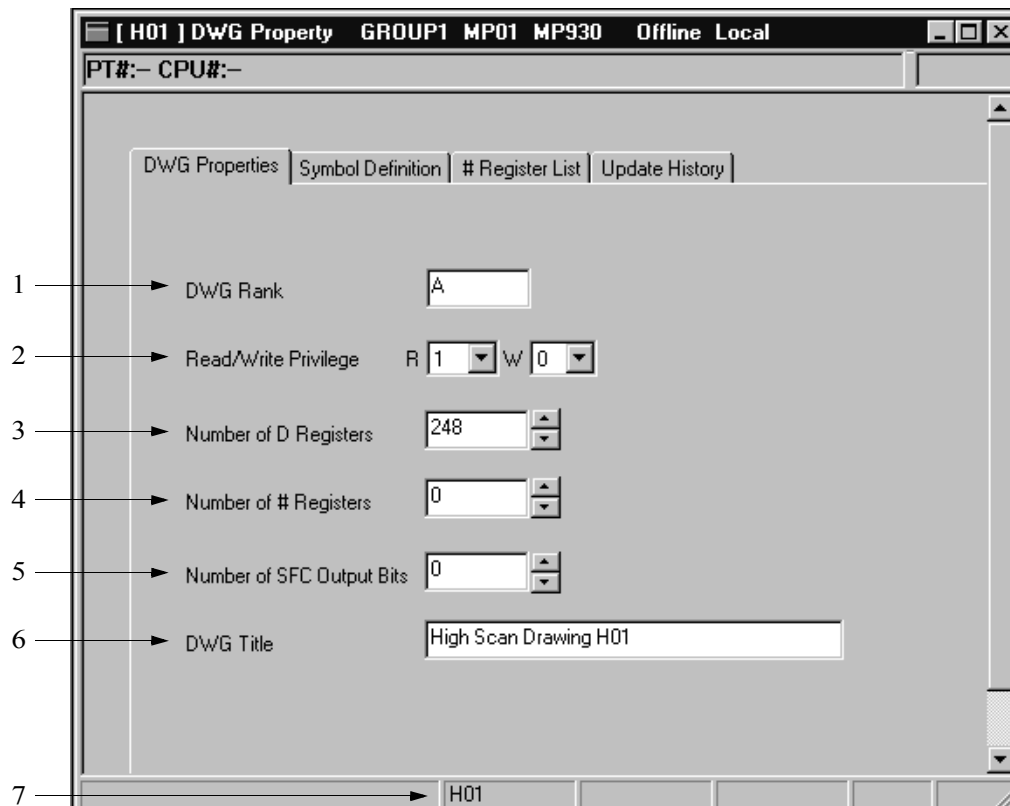 [ H01 ] DWG Property GROUP1 MP01 MP930 Offline Local
PT#:– CPU#:–
DWG Properties Symbol Definition # Register List Update History
1 DWG Rank A
2 Read/Write Privilege R 1 W 0
3 Number of D Registers 248
4 Number of # Registers 0
5 Number of SFC Output Bits 0
6 DWG Title High Scan Drawing H01
7 H01